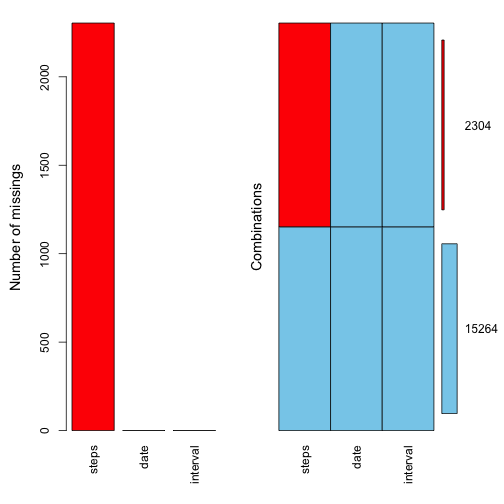 Number of missings
0
500
1000
1500
2000
steps
date
interval
Combinations
steps
date
interval
2304
15264